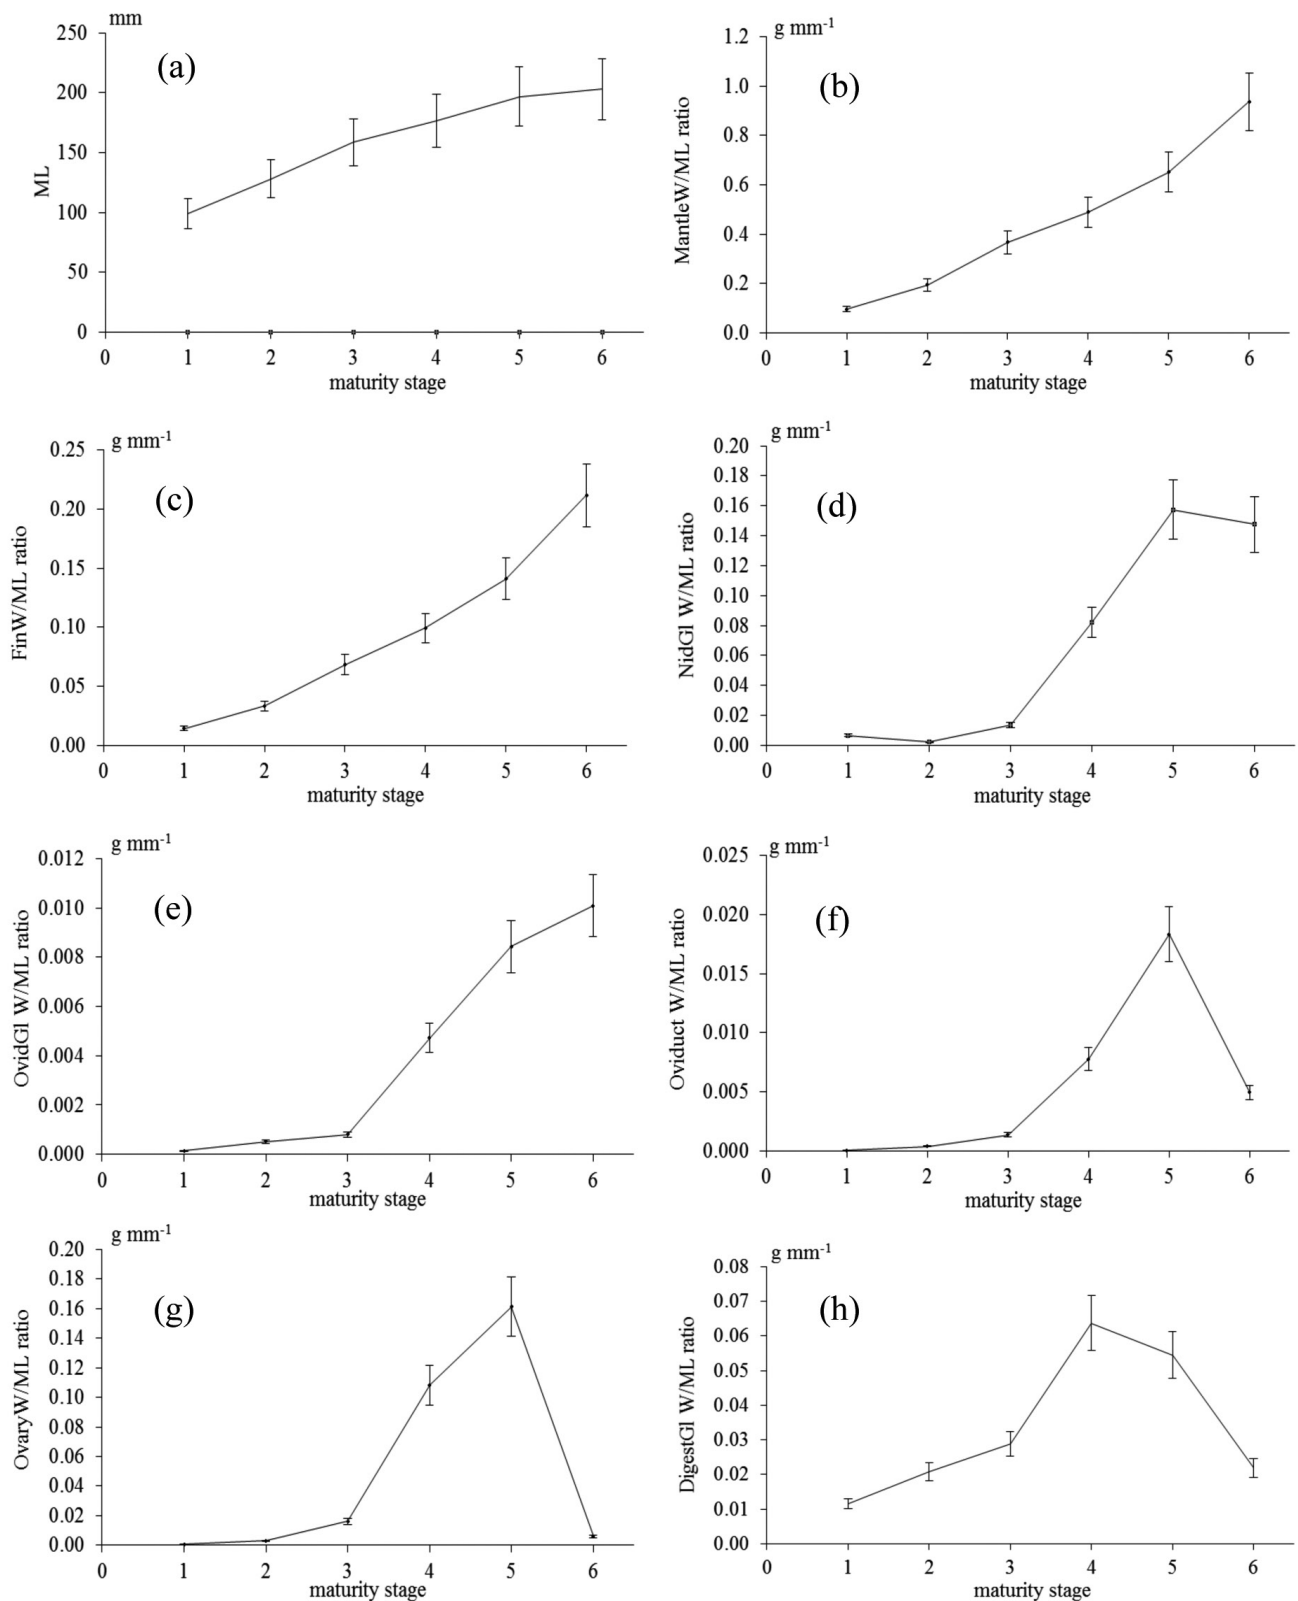 mm
(a)
ML
250
200
150
100
50
0
0 1 2 3 4 5 6
maturity stage
g mm-1
(b)
MantleW/ML ratio
1.2
1.0
0.8
0.6
0.4
0.2
0.0
0 1 2 3 4 5 6
maturity stage
g mm-1
(c)
FinW/ML ratio
0.25
0.20
0.15
0.10
0.05
0.00
0 1 2 3 4 5 6
maturity stage
g mm-1
(d)
NidGl W/ML ratio
0.20
0.18
0.16
0.14
0.12
0.10
0.08
0.06
0.04
0.02
0.00
0 1 2 3 4 5 6
maturity stage
g mm-1
(e)
OvidGl W/ML ratio
0.012
0.010
0.008
0.006
0.004
0.002
0.000
0 1 2 3 4 5 6
maturity stage
g mm-1
(f)
Oviduct W/ML ratio
0.025
0.020
0.015
0.010
0.005
0.000
0 1 2 3 4 5 6
maturity stage
g mm-1
(g)
OvaryW/ML ratio
0.20
0.18
0.16
0.14
0.12
0.10
0.08
0.06
0.04
0.02
0.00
0 1 2 3 4 5 6
maturity stage
g mm-1
(h)
DigestGl W/ML ratio
0.08
0.07
0.06
0.05
0.04
0.03
0.02
0.01
0.00
0 1 2 3 4 5 6
maturity stage